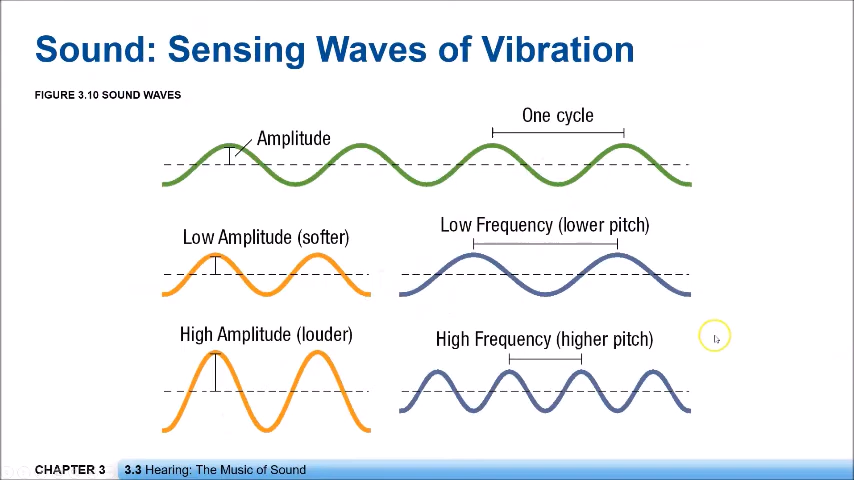 Sound: Sensing Waves of Vibration
FIGURE 3.10 SOUND WAVES
One cycle
Amplitude
Low Amplitude (softer)
Low Frequency (lower pitch)
High Amplitude (louder)
High Frequency (higher pitch)
CHAPTER 3 3.3 Hearing: The Music of Sound